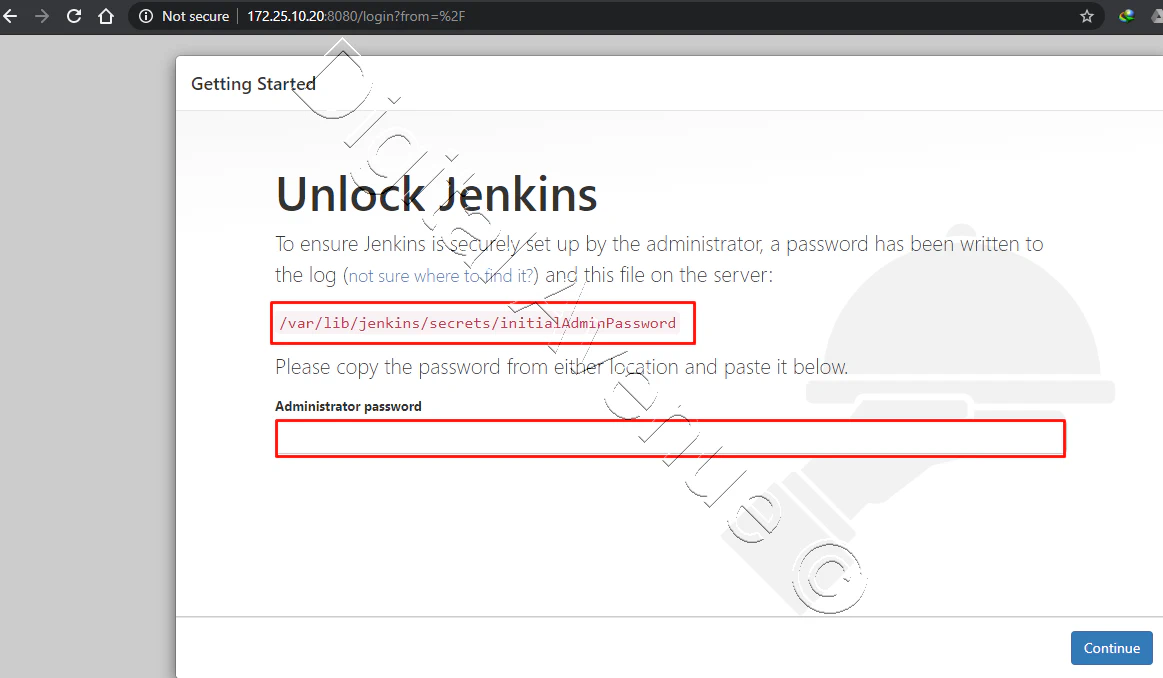 Not secure 172.25.10.20:8080/login?from=%2F
Getting Started
Unlock Jenkins
To ensure Jenkins is securely set up by the administrator, a password has been written to
the log (not sure where to find it?) and this file on the server:
/var/lib/jenkins/secrets/initialAdminPassword
Please copy the password from either location and paste it below.
Administrator password
Continue
Digital Avenue ©